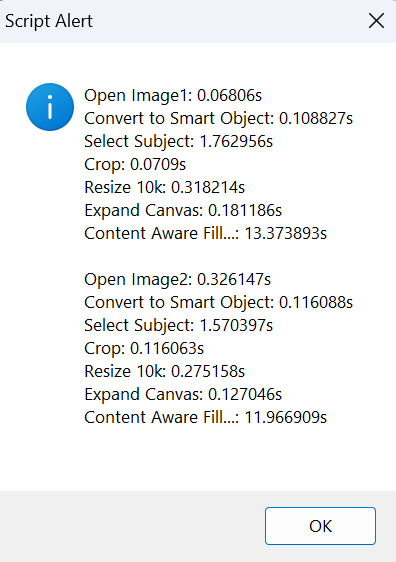 Script Alert
Open Image1: 0.06806s
Convert to Smart Object: 0.108827s
Select Subject: 1.762956s
Crop: 0.0709s
Resize 10k: 0.318214s
Expand Canvas: 0.181186s
Content Aware Fill...: 13.373893s
Open Image2: 0.326147s
Convert to Smart Object: 0.116088s
Select Subject: 1.570397s
Crop: 0.116063s
Resize 10k: 0.275158s
Expand Canvas: 0.127046s
Content Aware Fill...: 11.966909s
OK